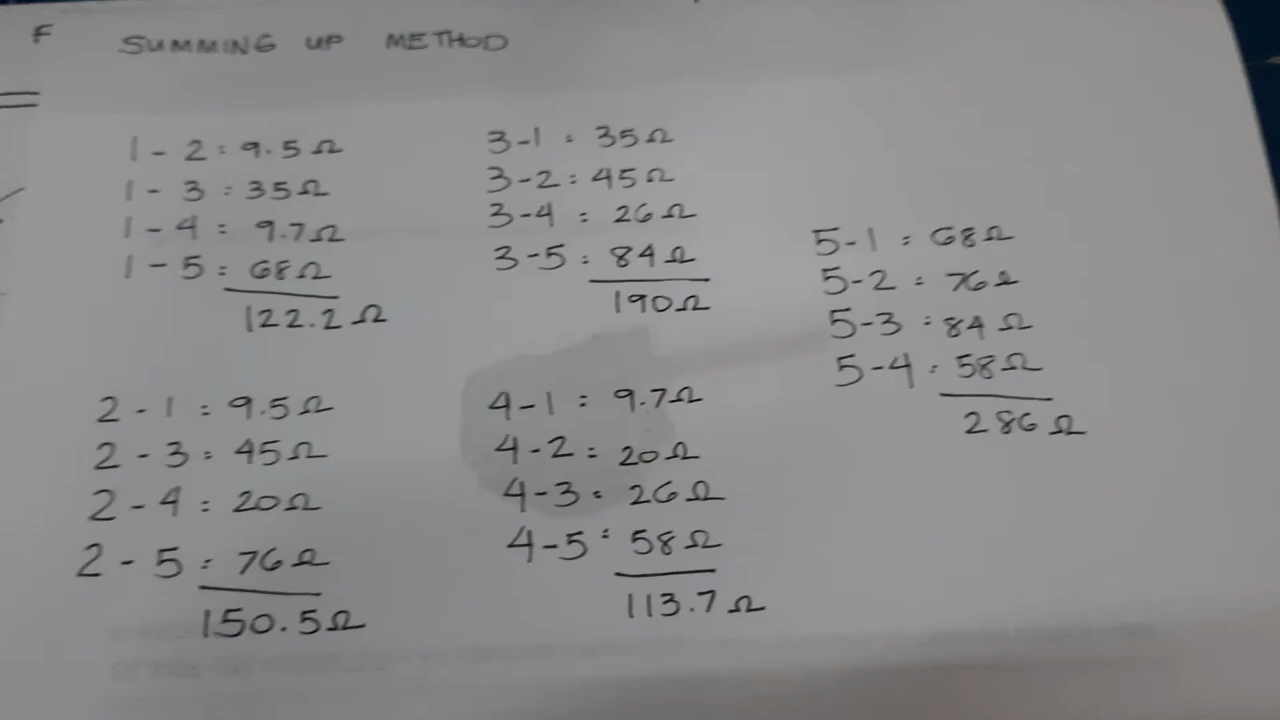 F SUMMING UP METHOD
1 - 2 : 9.5Ω
1 - 3 : 35Ω
1 - 4 : 9.7Ω
1 - 5 : 68Ω
122.2Ω
2 - 1 : 9.5Ω
2 - 3 : 45Ω
2 - 4 : 20Ω
2 - 5 : 76Ω
150.5Ω
3-1 : 35Ω
3-2 : 45Ω
3-4 : 26Ω
3-5 : 84Ω
190Ω
4-1 : 9.7Ω
4-2 : 20Ω
4-3 : 26Ω
4-5 : 58Ω
113.7Ω
5-1 : 68Ω
5-2 : 76Ω
5-3 : 84Ω
5-4 : 58Ω
286Ω